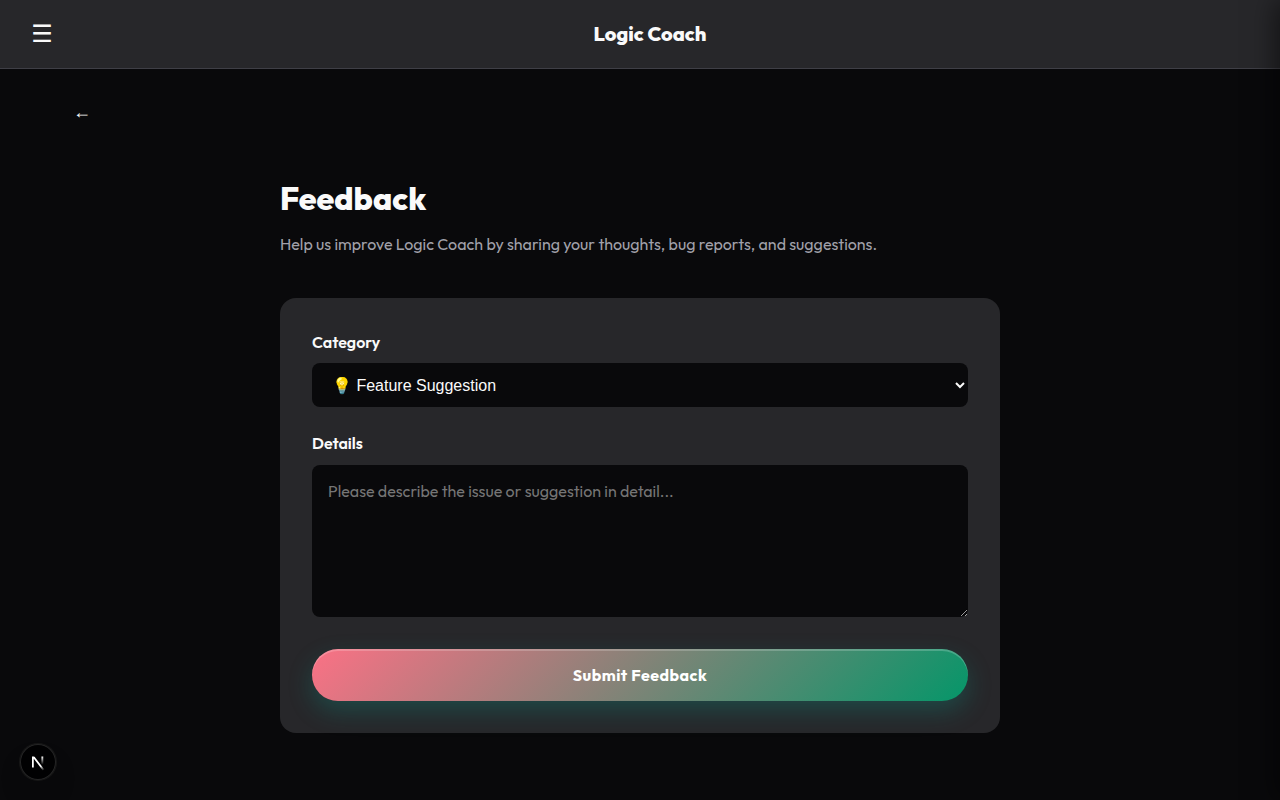 ☰
Logic Coach
←
Feedback
Help us improve Logic Coach by sharing your thoughts, bug reports, and suggestions.
Category
💡 Feature Suggestion
Details
Please describe the issue or suggestion in detail...
Submit Feedback
N